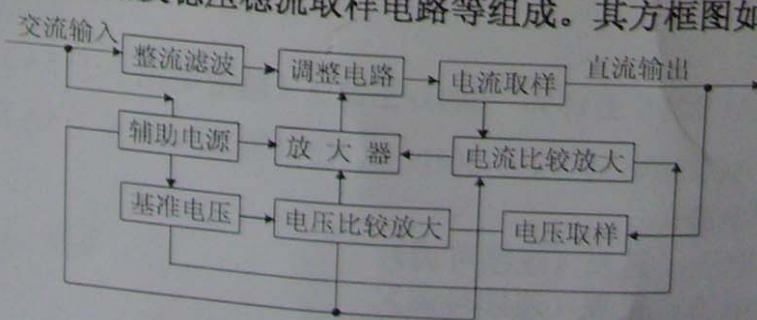 稳压稳流取样电路等组成。其方框图如
交流输入
整流滤波
调整电路
电流取样
直流输出
辅助电源
放大器
电流比较放大
基准电压
电压比较放大
电压取样